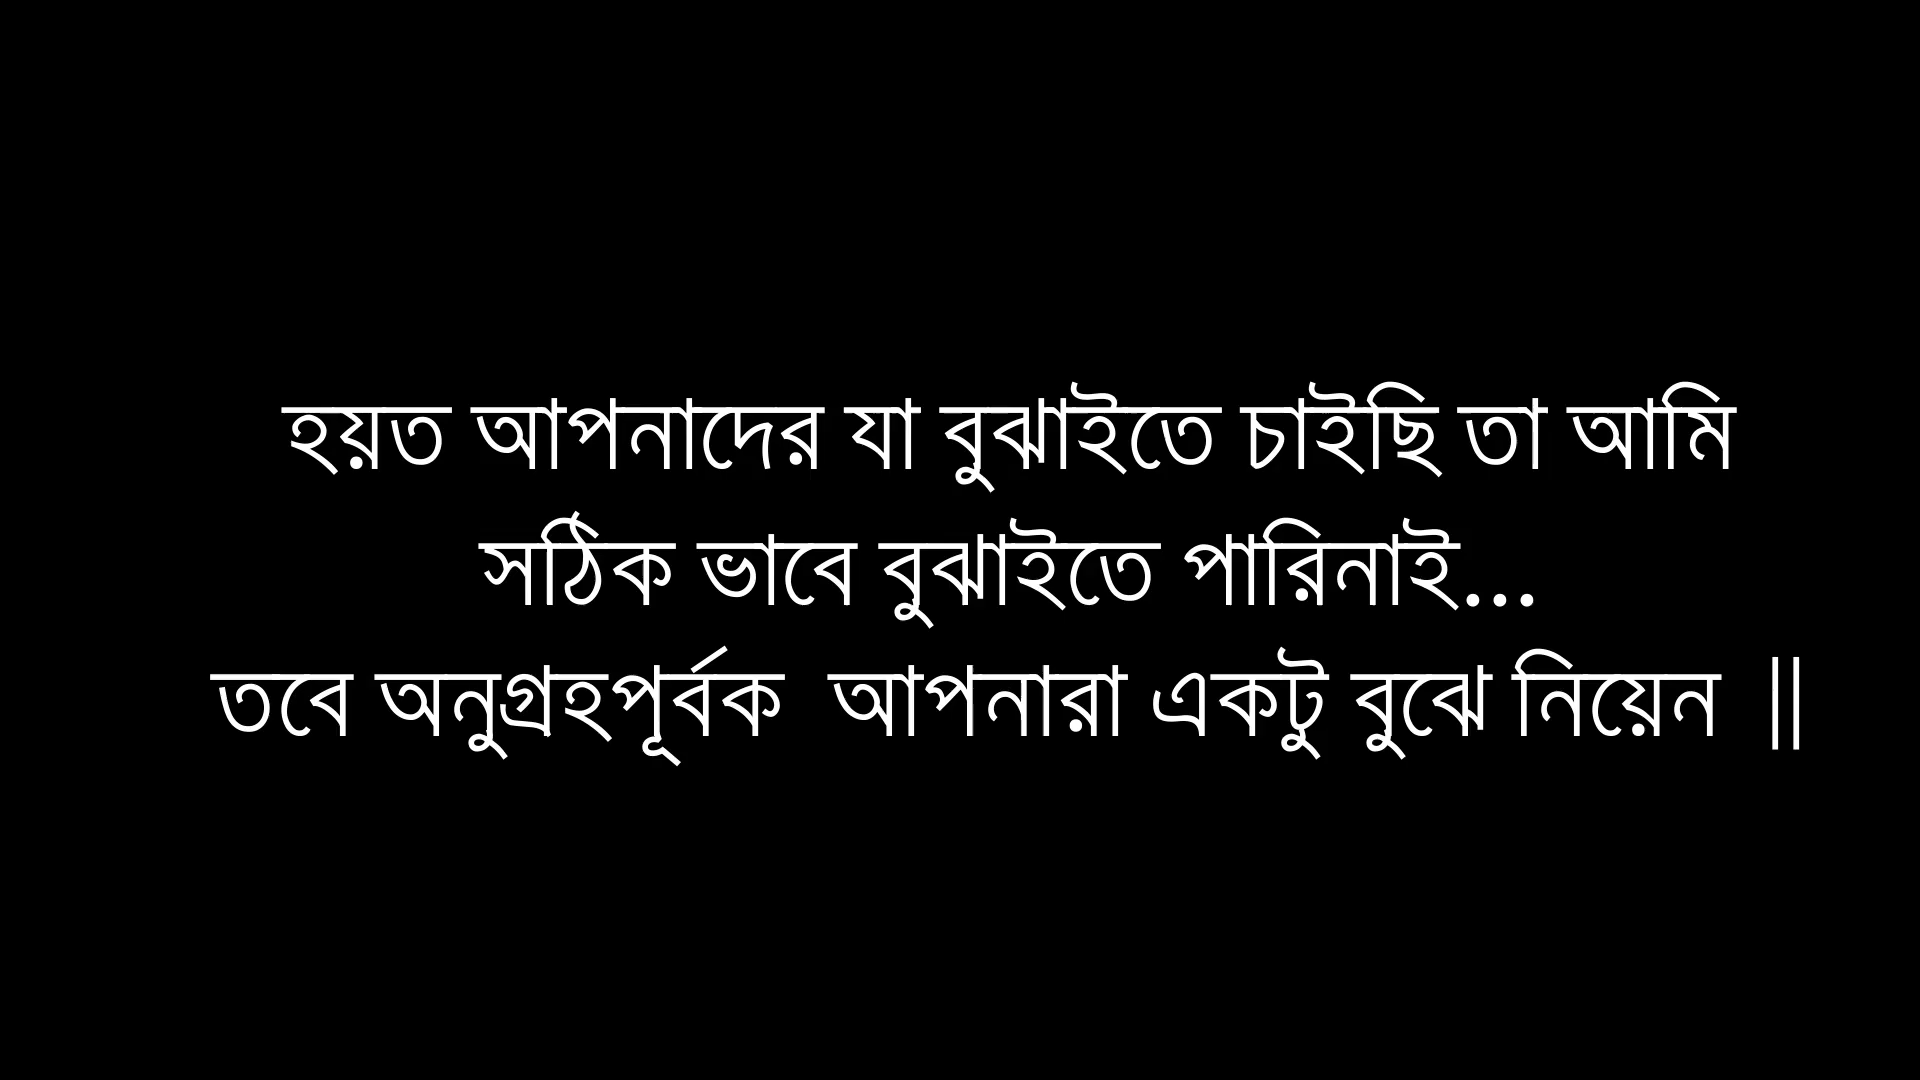 হয়ত আপনাদের যা বুঝাইতে চাইছি তা আমি
সঠিক ভাবে বুঝাইতে পারিনাই...
তবে অনুগ্রহপূর্বক আপনারা একটু বুঝে নিয়েন ||